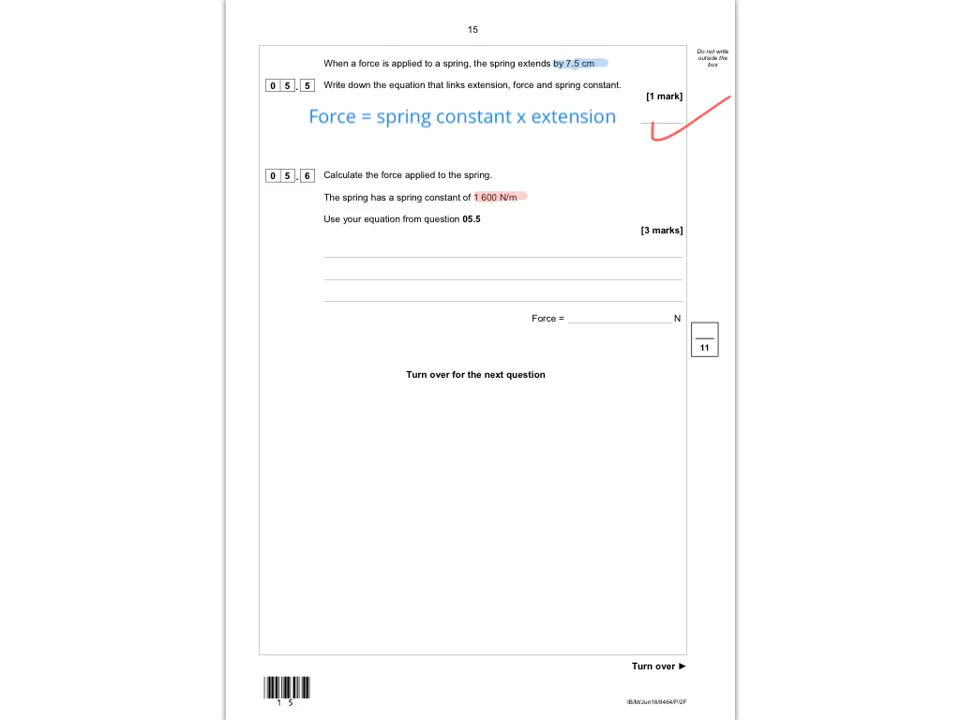 15
Do not write
outside the
box
When a force is applied to a spring, the spring extends by 7.5 cm
0 5 . 5 Write down the equation that links extension, force and spring constant.
[1 mark]
Force = spring constant x extension
0 5 . 6 Calculate the force applied to the spring.
The spring has a spring constant of 1 600 N/m
Use your equation from question 05.5
[3 marks]
Force = N
11
Turn over for the next question
Turn over ►
1 5
IB/M/Jun18/8464/P/2F